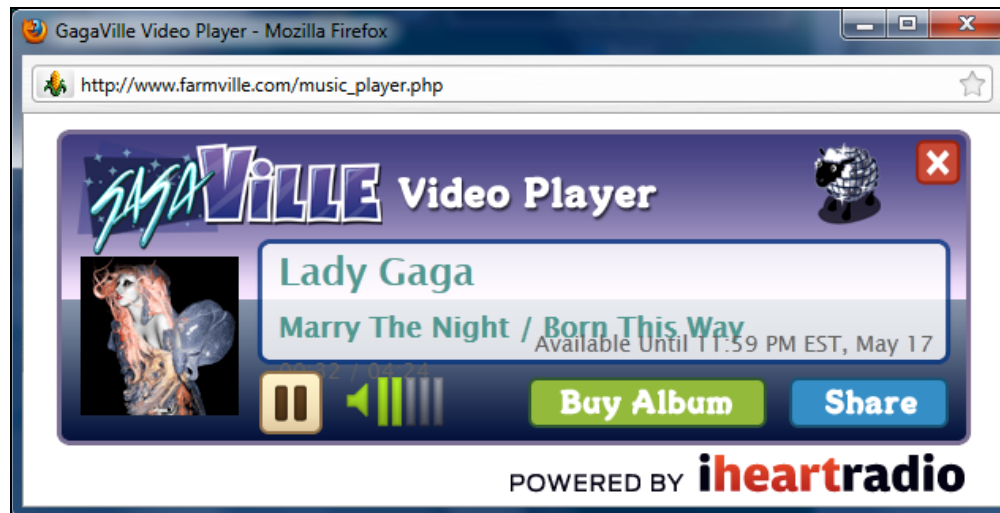 GagaVille Video Player - Mozilla Firefox
http://www.farmville.com/music_player.php
GAGAVILLE Video Player
Lady Gaga
Marry The Night / Born This Way
Available Until 11:59 PM EST, May 17
00:32 / 04:24
Buy Album
Share
POWERED BY iheartradio